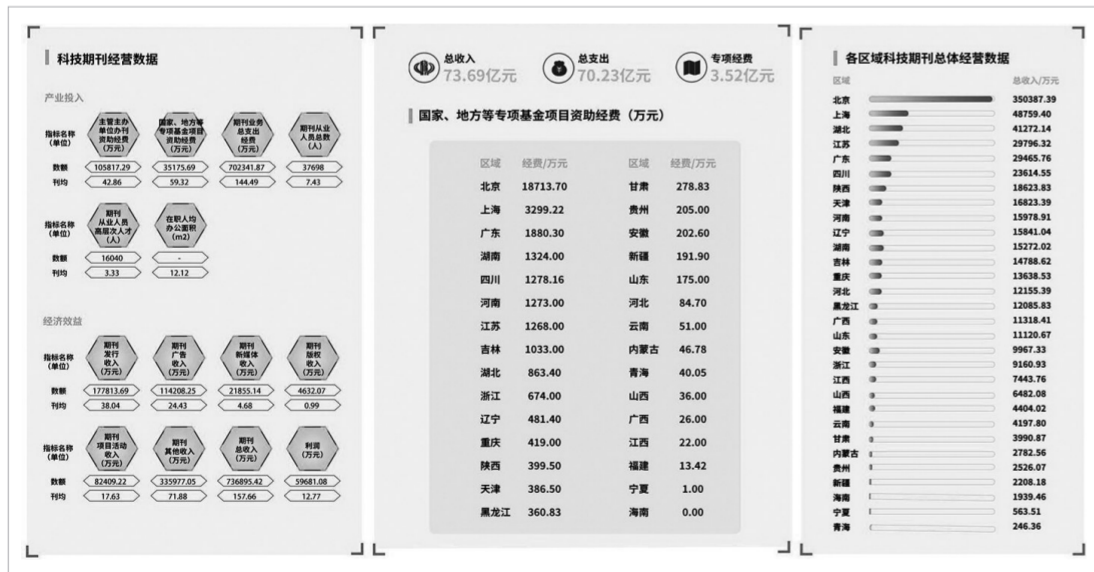 科技期刊经营数据
产业投入
指标名称
(单位)
主管主办
单位办刊
资助经费
(万元)
国家、地方等
专项基金项目
资助经费
(万元)
期刊业务
总支出
经费
(万元)
期刊从业
人员总数
(人)
数额 105817.29 35175.69 702341.87 37698
刊均 42.86 59.32 144.49 7.43
指标名称
(单位)
期刊
从业人员
高层次人才
(人)
在职人均
办公面积
(m2)
数额 16040 -
刊均 3.33 12.12
经济效益
指标名称
(单位)
期刊
发行
收入
(万元)
期刊
广告
收入
(万元)
期刊
新媒体
收入
(万元)
期刊
版权
收入
(万元)
数额 177813.69 114208.25 21855.14 4632.07
刊均 38.04 24.43 4.68 0.99
指标名称
(单位)
期刊
项目活动
收入
(万元)
期刊
其他收入
(万元)
期刊
总收入
(万元)
利润
(万元)
数额 82409.22 335977.05 736895.42 59681.08
刊均 17.63 71.88 157.66 12.77
总收入
73.69亿元
总支出
70.23亿元
专项经费
3.52亿元
国家、地方等专项基金项目资助经费（万元）
区域 经费/万元 区域 经费/万元
北京 18713.70 甘肃 278.83
上海 3299.22 贵州 205.00
广东 1880.30 安徽 202.60
湖南 1324.00 新疆 191.90
四川 1278.16 山东 175.00
河南 1273.00 河北 84.70
江苏 1268.00 云南 51.00
吉林 1033.00 内蒙古 46.78
湖北 863.40 青海 40.05
浙江 674.00 山西 36.00
辽宁 481.40 广西 26.00
重庆 419.00 江西 22.00
陕西 399.50 福建 13.42
天津 386.50 宁夏 1.00
黑龙江 360.83 海南 0.00
各区域科技期刊总体经营数据
区域 总收入/万元
北京 350387.39
上海 48759.40
湖北 41272.14
江苏 29796.32
广东 29465.76
四川 23614.55
陕西 18623.83
天津 16823.39
河南 15978.91
辽宁 15841.04
湖南 15272.02
吉林 14788.62
重庆 13638.53
河北 12155.39
黑龙江 12085.83
广西 11318.41
山东 11120.67
安徽 9967.33
浙江 9160.93
江西 7443.76
山西 6482.08
福建 4404.02
云南 4197.80
甘肃 3990.87
内蒙古 2782.56
贵州 2526.07
新疆 2208.18
海南 1939.46
宁夏 563.51
青海 246.36